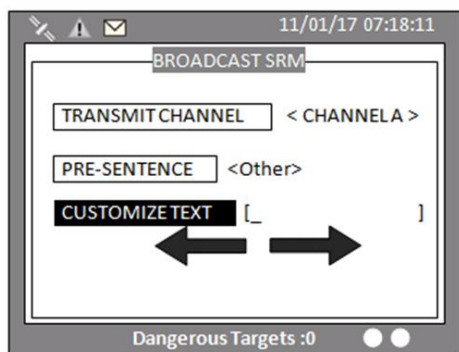 11/01/17 07:18:11
BROADCAST SRM
TRANSMIT CHANNEL < CHANNEL A >
PRE-SENTENCE <Other>
CUSTOMIZE TEXT [_ ]
Dangerous Targets :0